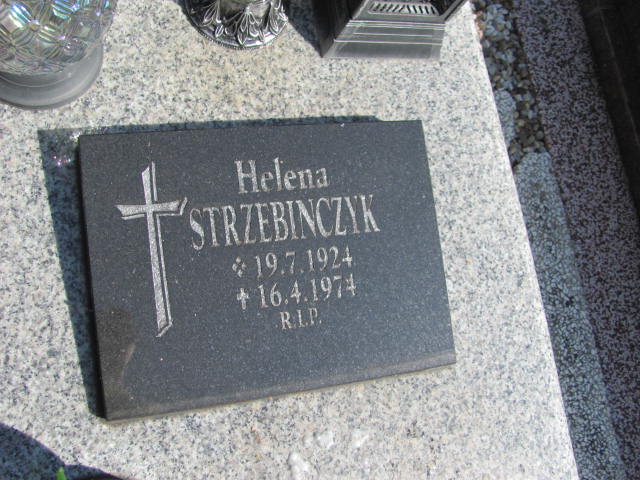 Helena
STRZEBINCZYK
19.7.1924
✝ 16.4.1974
R.I.P.